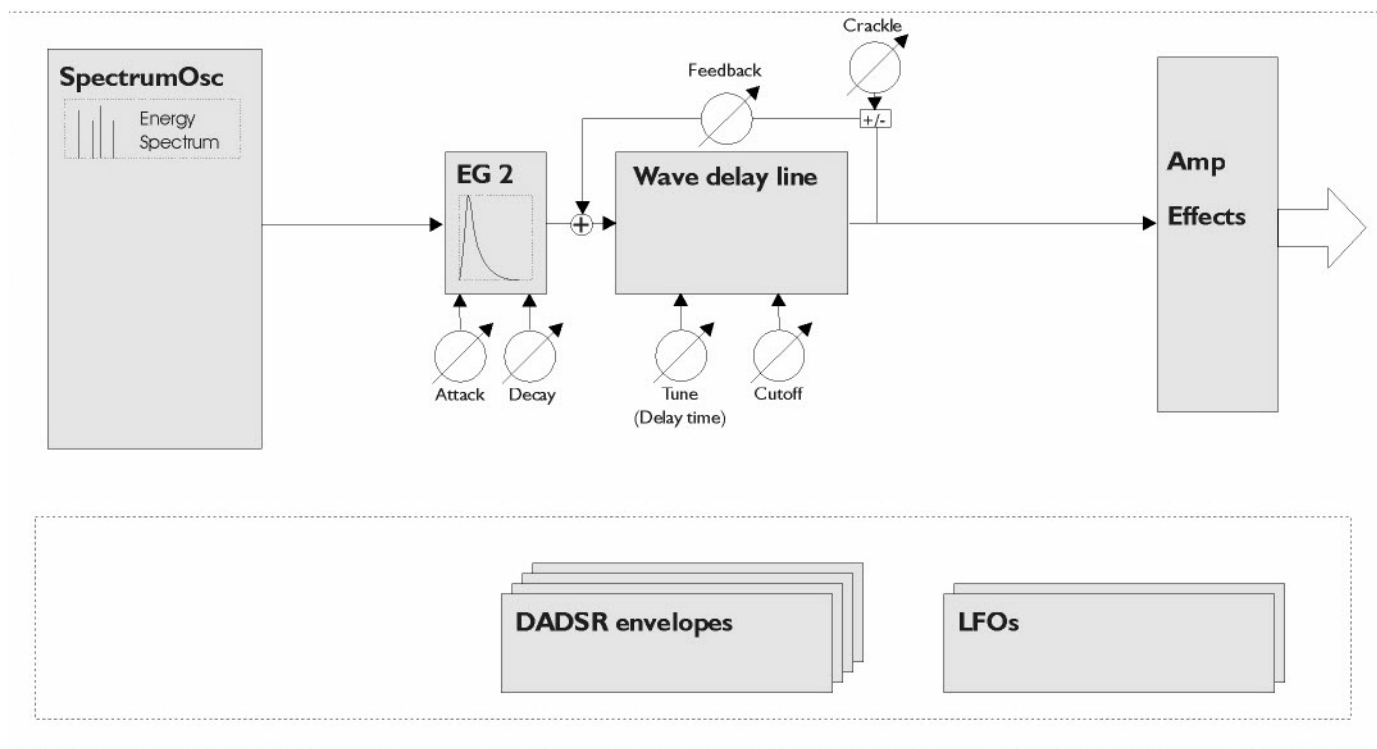 Crackle
SpectrumOsc
Feedback
Energy
Spectrum
+/-
EG 2
Wave delay line
Amp
Effects
+
Attack
Decay
Tune
(Delay time)
Cutoff
DADSR envelopes
LFOs